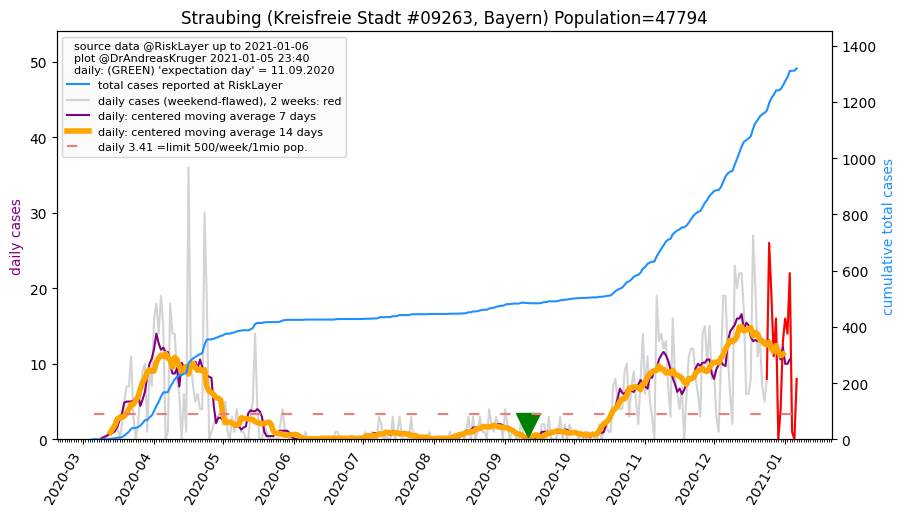 Straubing (Kreisfreie Stadt #09263, Bayern) Population=47794
source data @RiskLayer up to 2021-01-06
plot @DrAndreasKruger 2021-01-05 23:40
daily: (GREEN) 'expectation day' = 11.09.2020
total cases reported at RiskLayer
daily cases (weekend-flawed), 2 weeks: red
daily: centered moving average 7 days
daily: centered moving average 14 days
daily 3.41 =limit 500/week/1mio pop.
daily cases
50
40
30
20
10
0
cumulative total cases
1400
1200
1000
800
600
400
200
0
2020-03
2020-04
2020-05
2020-06
2020-07
2020-08
2020-09
2020-10
2020-11
2020-12
2021-01